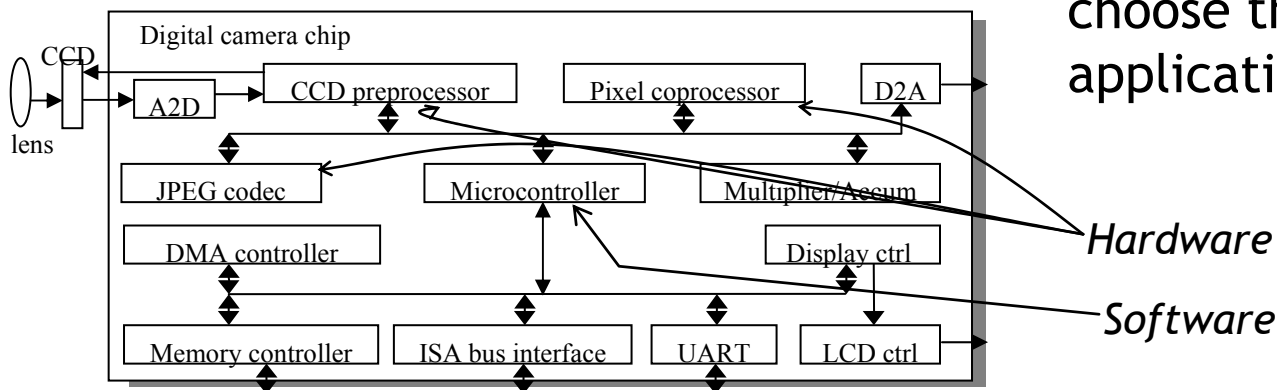 choose th
applicati
Digital camera chip
CCD
CCD preprocessor
Pixel coprocessor
D2A
A2D
lens
JPEG codec
Microcontroller
Multiplier/Accum
Hardware
DMA controller
Display ctrl
Software
Memory controller
ISA bus interface
UART
LCD ctrl